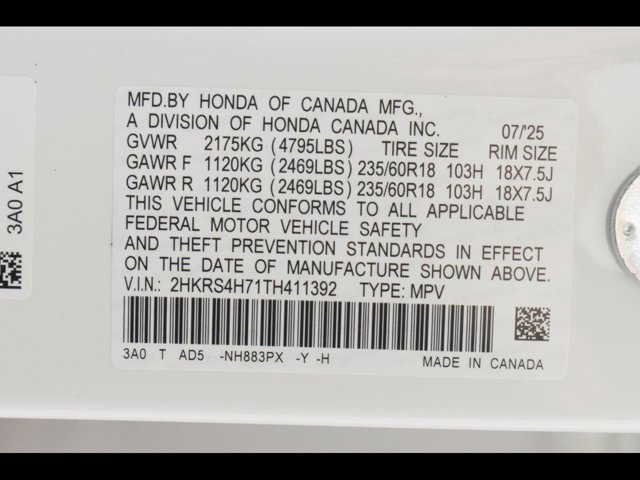 3A0 A1
MFD.BY HONDA OF CANADA MFG.,
A DIVISION OF HONDA CANADA INC. 07/'25
GVWR 2175KG (4795LBS) TIRE SIZE RIM SIZE
GAWR F 1120KG (2469LBS) 235/60R18 103H 18X7.5J
GAWR R 1120KG (2469LBS) 235/60R18 103H 18X7.5J
THIS VEHICLE CONFORMS TO ALL APPLICABLE
FEDERAL MOTOR VEHICLE SAFETY
AND THEFT PREVENTION STANDARDS IN EFFECT
ON THE DATE OF MANUFACTURE SHOWN ABOVE.
V.I.N.: 2HKRS4H71TH411392 TYPE: MPV
3A0 T AD5 -NH883PX -Y -H MADE IN CANADA